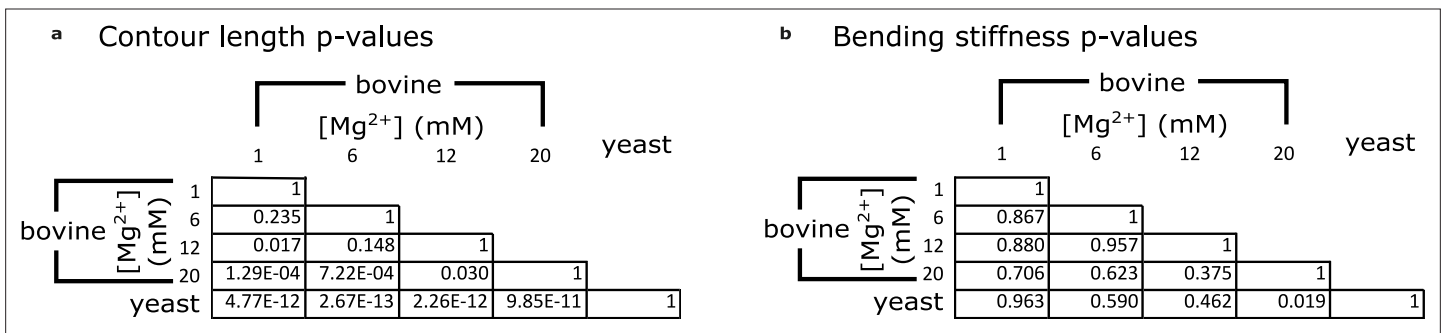 a Contour length p-values
bovine
[Mg2+] (mM)
1 6 12 20 yeast
bovine
[Mg2+]
(mM)
1 1
6 0.235 1
12 0.017 0.148 1
20 1.29E-04 7.22E-04 0.030 1
yeast 4.77E-12 2.67E-13 2.26E-12 9.85E-11 1
b Bending stiffness p-values
bovine
[Mg2+] (mM)
1 6 12 20 yeast
bovine
[Mg2+]
(mM)
1 1
6 0.867 1
12 0.880 0.957 1
20 0.706 0.623 0.375 1
yeast 0.963 0.590 0.462 0.019 1